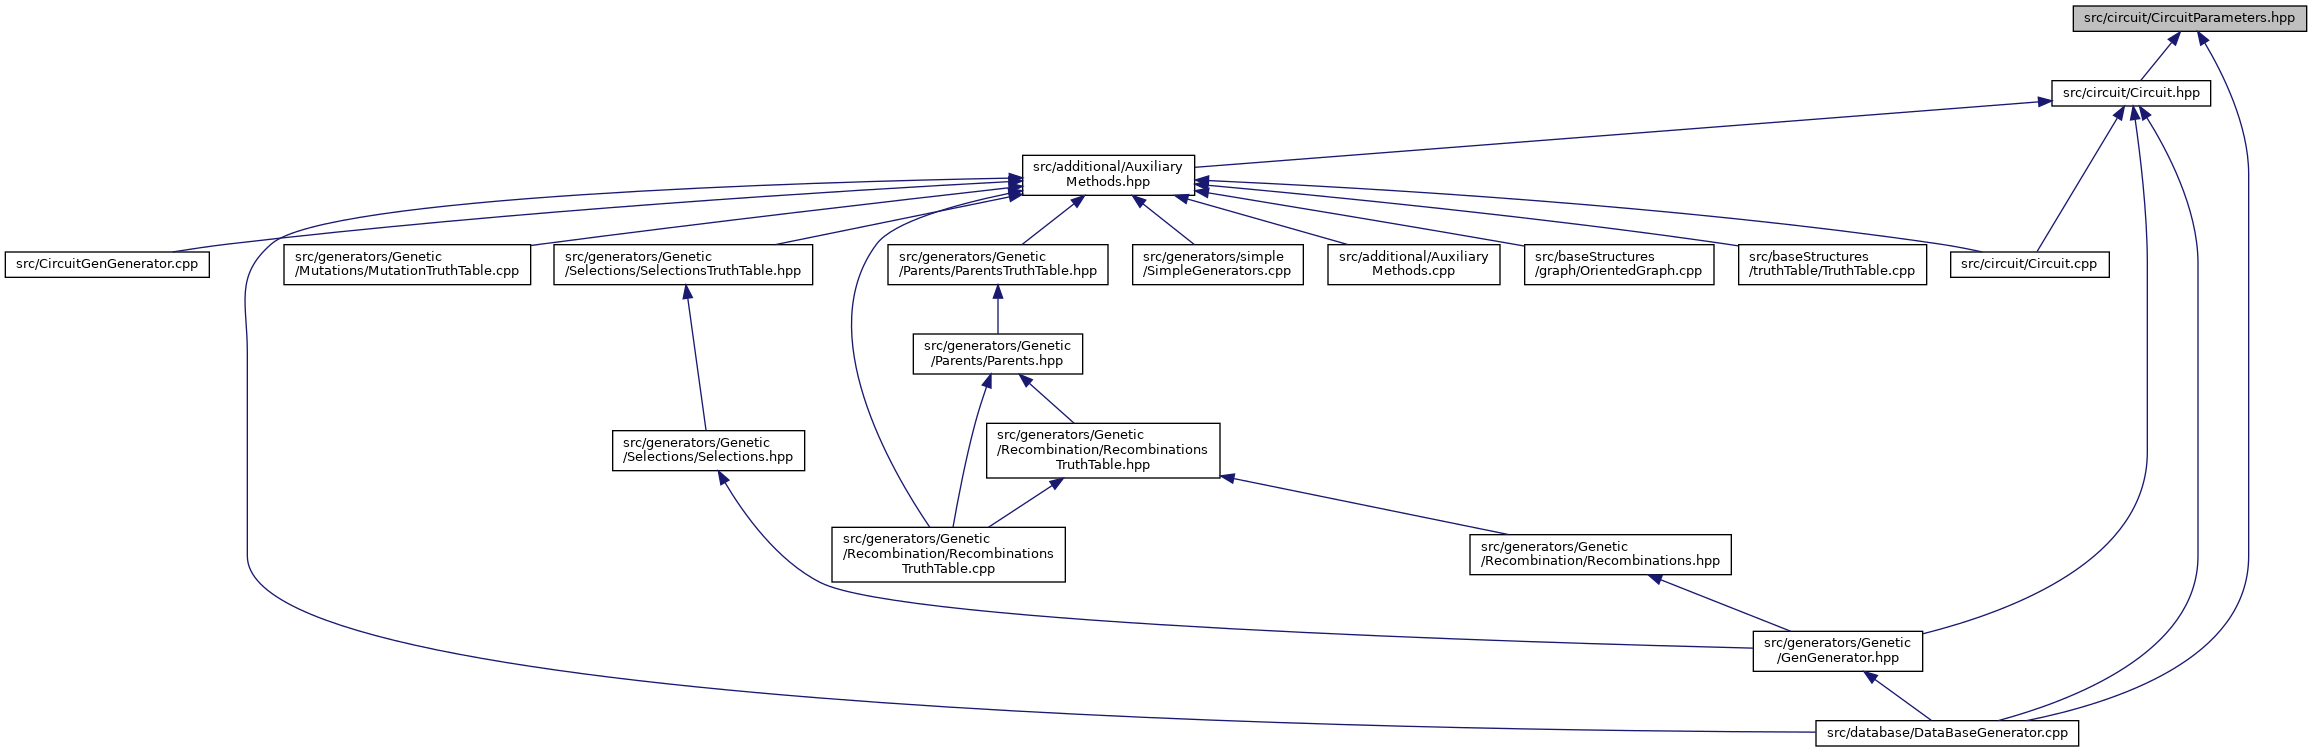 src/circuit/CircuitParameters.hpp
src/circuit/Circuit.hpp
src/additional/Auxiliary
Methods.hpp
src/CircuitGenGenerator.cpp
src/generators/Genetic
/Mutations/MutationTruthTable.cpp
src/generators/Genetic
/Selections/SelectionsTruthTable.hpp
src/generators/Genetic
/Parents/ParentsTruthTable.hpp
src/generators/simple
/SimpleGenerators.cpp
src/additional/Auxiliary
Methods.cpp
src/baseStructures
/graph/OrientedGraph.cpp
src/baseStructures
/truthTable/TruthTable.cpp
src/circuit/Circuit.cpp
src/generators/Genetic
/Parents/Parents.hpp
src/generators/Genetic
/Selections/Selections.hpp
src/generators/Genetic
/Recombination/Recombinations
TruthTable.hpp
src/generators/Genetic
/Recombination/Recombinations
TruthTable.cpp
src/generators/Genetic
/Recombination/Recombinations.hpp
src/generators/Genetic
/GenGenerator.hpp
src/database/DataBaseGenerator.cpp